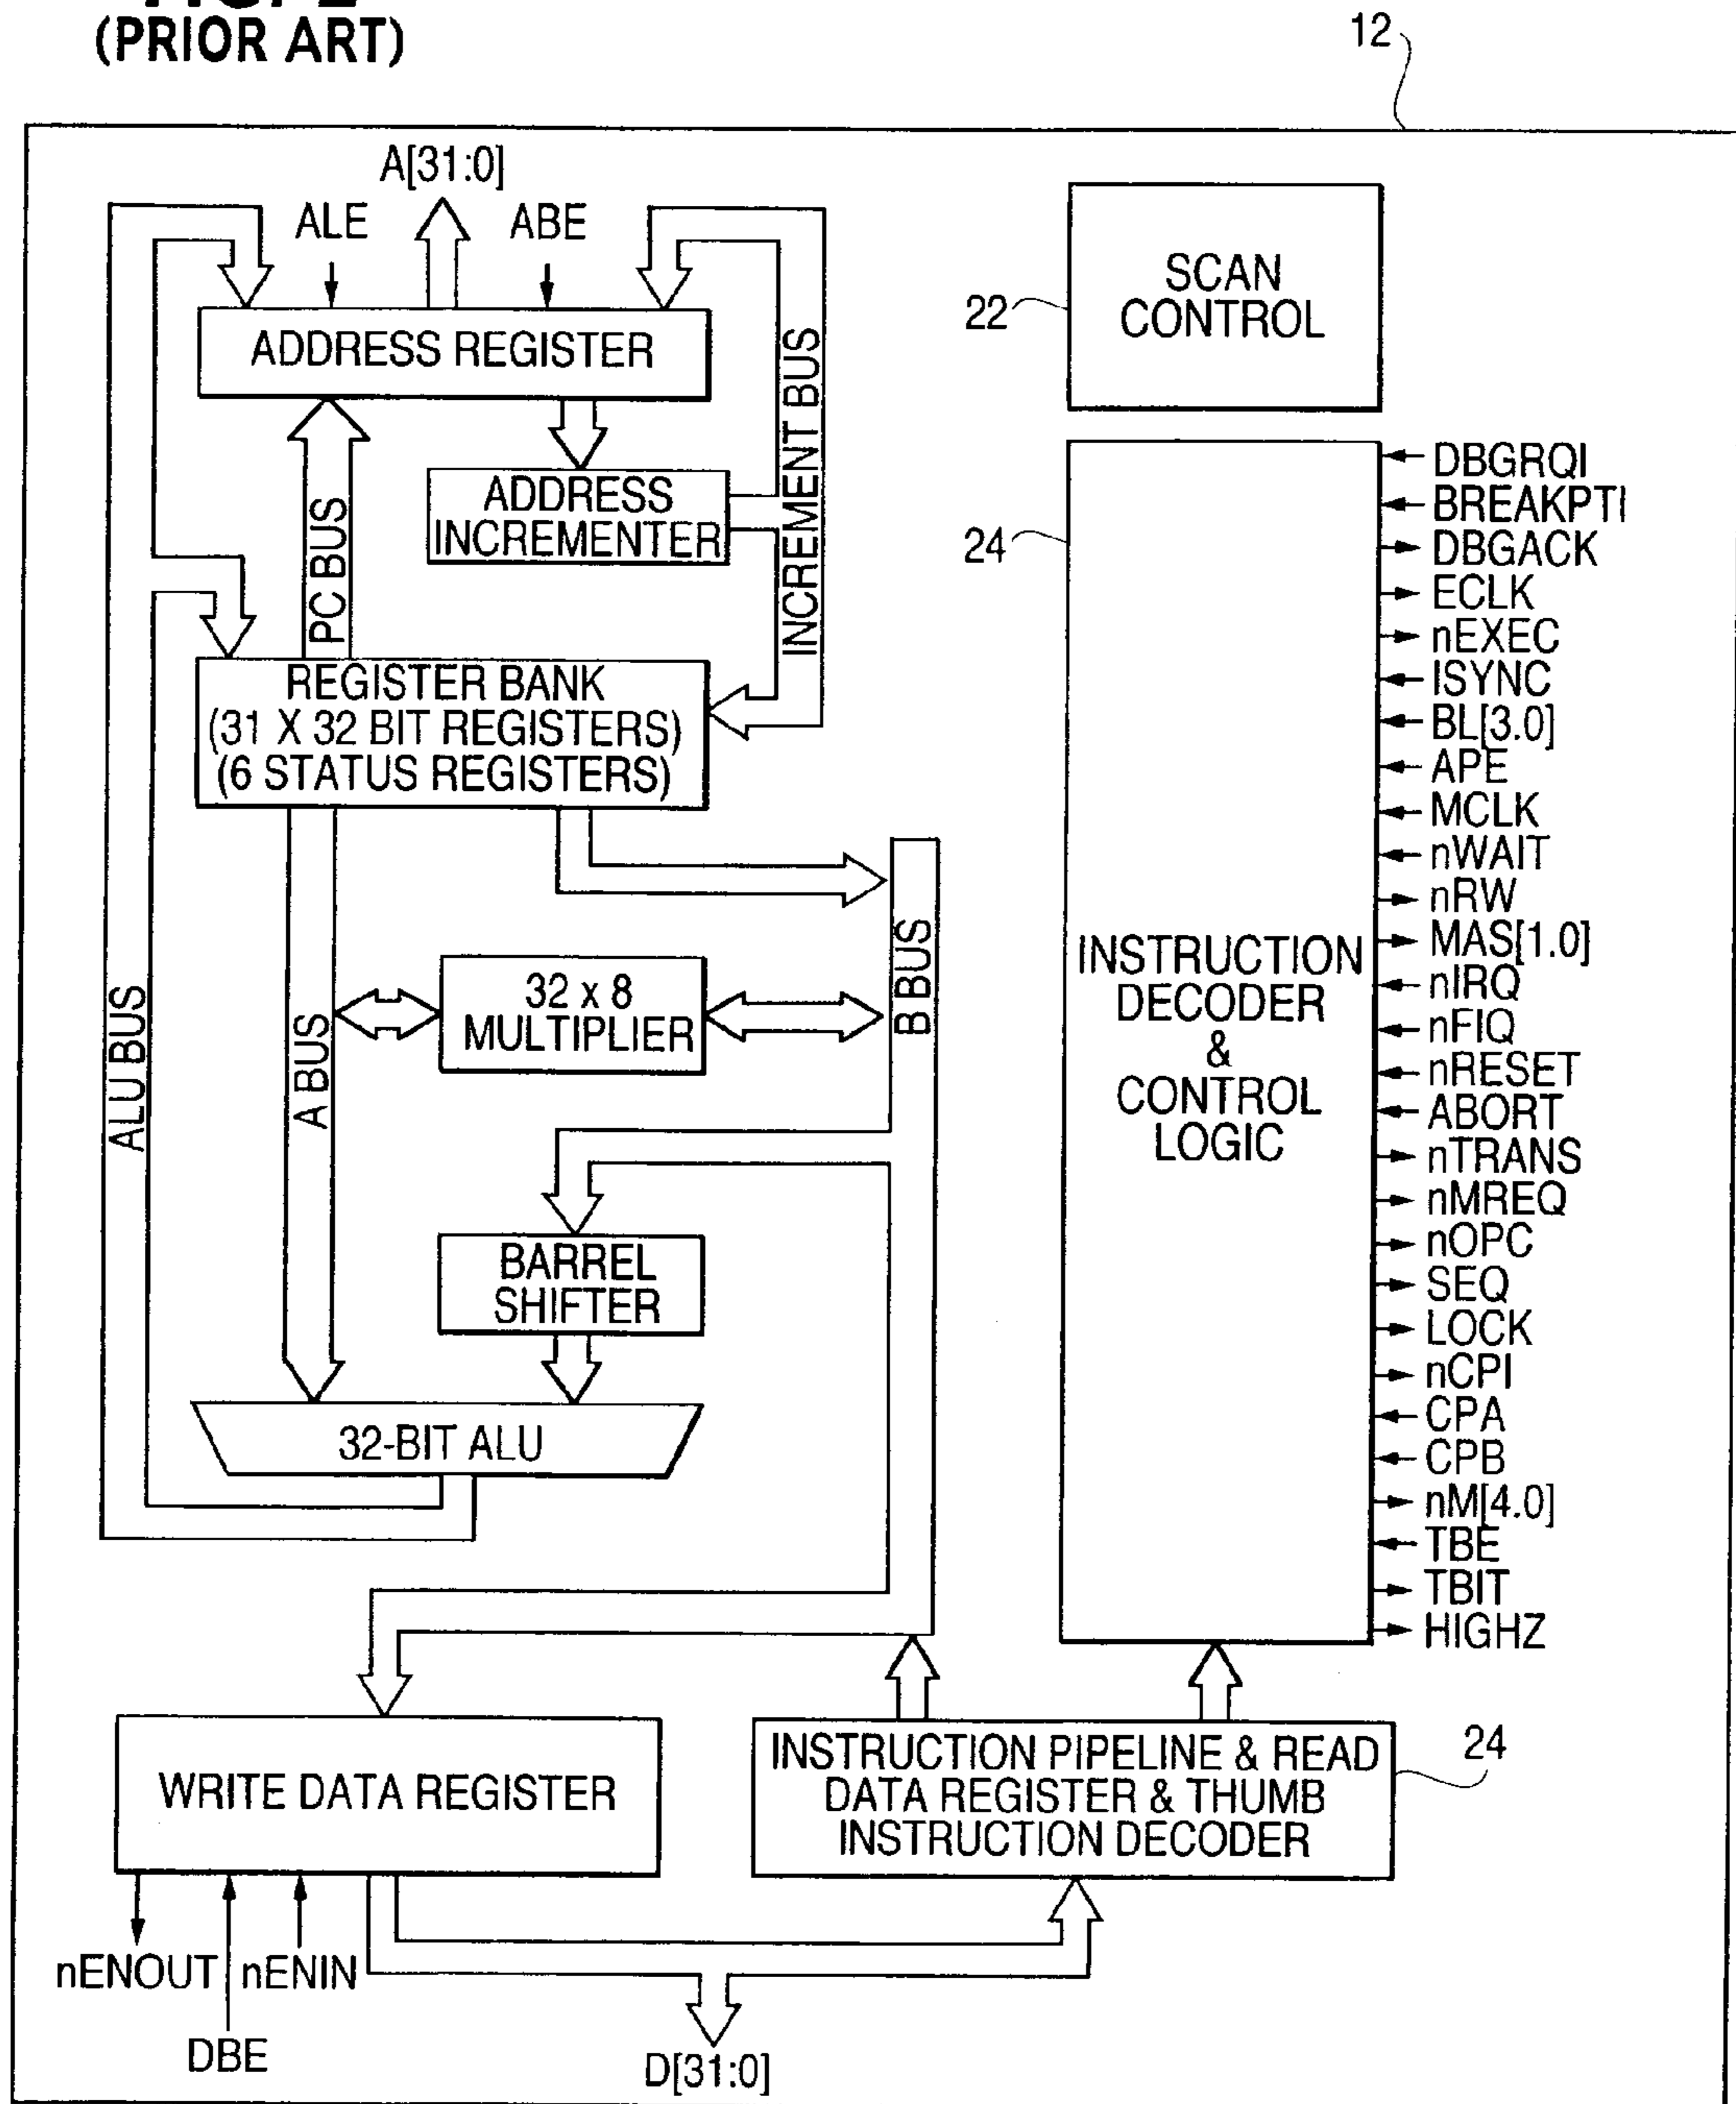 (PRIOR ART)
12
A[31:0]
ALE
ABE
ADDRESS REGISTER
ADDRESS
INCREMENTER
PC BUS
INCREMENT BUS
REGISTER BANK
(31 X 32 BIT REGISTERS)
(6 STATUS REGISTERS)
ALU BUS
A BUS
B BUS
32 x 8
MULTIPLIER
BARREL
SHIFTER
32-BIT ALU
WRITE DATA REGISTER
nENOUT
nENIN
DBE
D[31:0]
22
SCAN
CONTROL
24
INSTRUCTION
DECODER
&
CONTROL
LOGIC
DBGRQI
BREAKPTI
DBGACK
ECLK
nEXEC
ISYNC
BL[3.0]
APE
MCLK
nWAIT
nRW
MAS[1.0]
nIRQ
nFIQ
nRESET
ABORT
nTRANS
nMREQ
nOPC
SEQ
LOCK
nCPI
CPA
CPB
nM[4.0]
TBE
TBIT
HIGHZ
INSTRUCTION PIPELINE & READ
DATA REGISTER & THUMB
INSTRUCTION DECODER
24